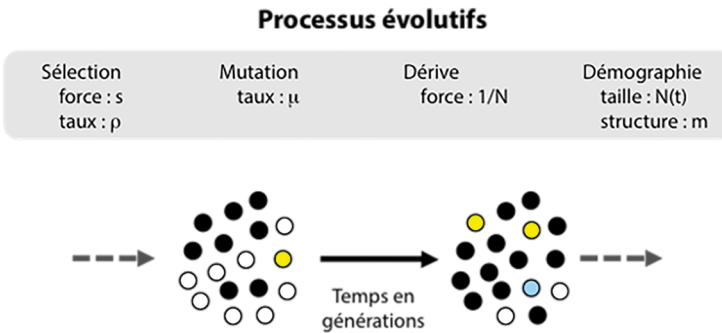 Processus évolutifs
Sélection
force : s
taux : ρ
Mutation
taux : μ
Dérive
force : 1/N
Démographie
taille : N(t)
structure : m
Temps en
générations